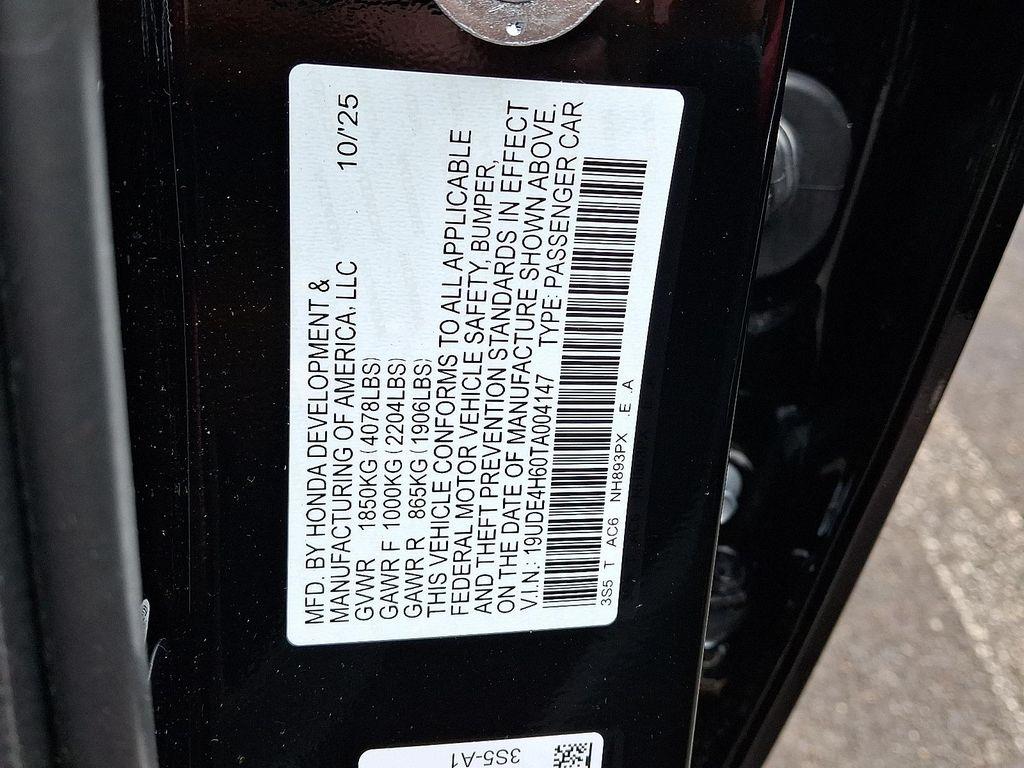 MFD. BY HONDA DEVELOPMENT &
MANUFACTURING OF AMERICA, LLC 10/'25
GVWR 1850KG (4078LBS)
GAWR F 1000KG (2204LBS)
GAWR R 865KG (1906LBS)
THIS VEHICLE CONFORMS TO ALL APPLICABLE
FEDERAL MOTOR VEHICLE SAFETY, BUMPER,
AND THEFT PREVENTION STANDARDS IN EFFECT
ON THE DATE OF MANUFACTURE SHOWN ABOVE.
V.I.N.: 19UDE4H60TA004147 TYPE: PASSENGER CAR
3S5 T AC6 NH893PX .E .A
3S5-A1